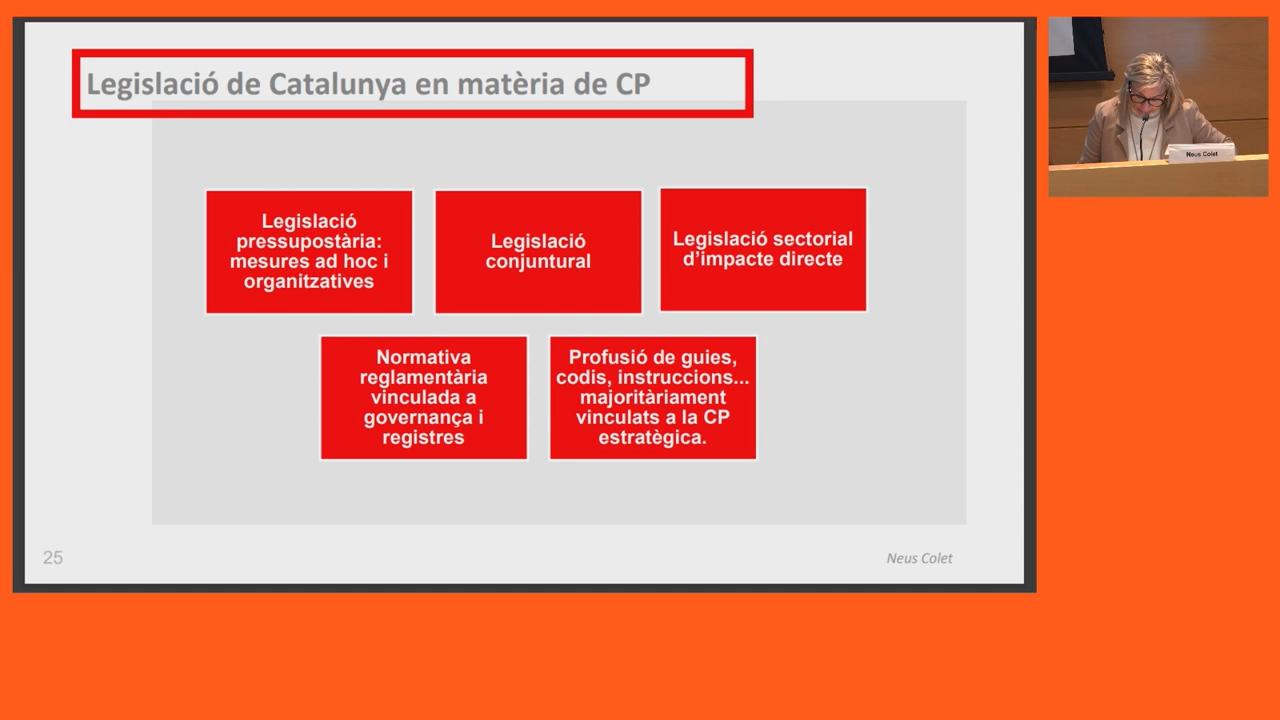 Legislació de Catalunya en matèria de CP
Legislació
pressupostària:
mesures ad hoc i
organitzatives
Legislació
conjuntural
Legislació sectorial
d’impacte directe
Normativa
reglamentària
vinculada a
governança i
registres
Profusió de guies,
codis, instruccions...
majoritàriament
vinculats a la CP
estratègica.
25
Neus Colet
Neus Colet